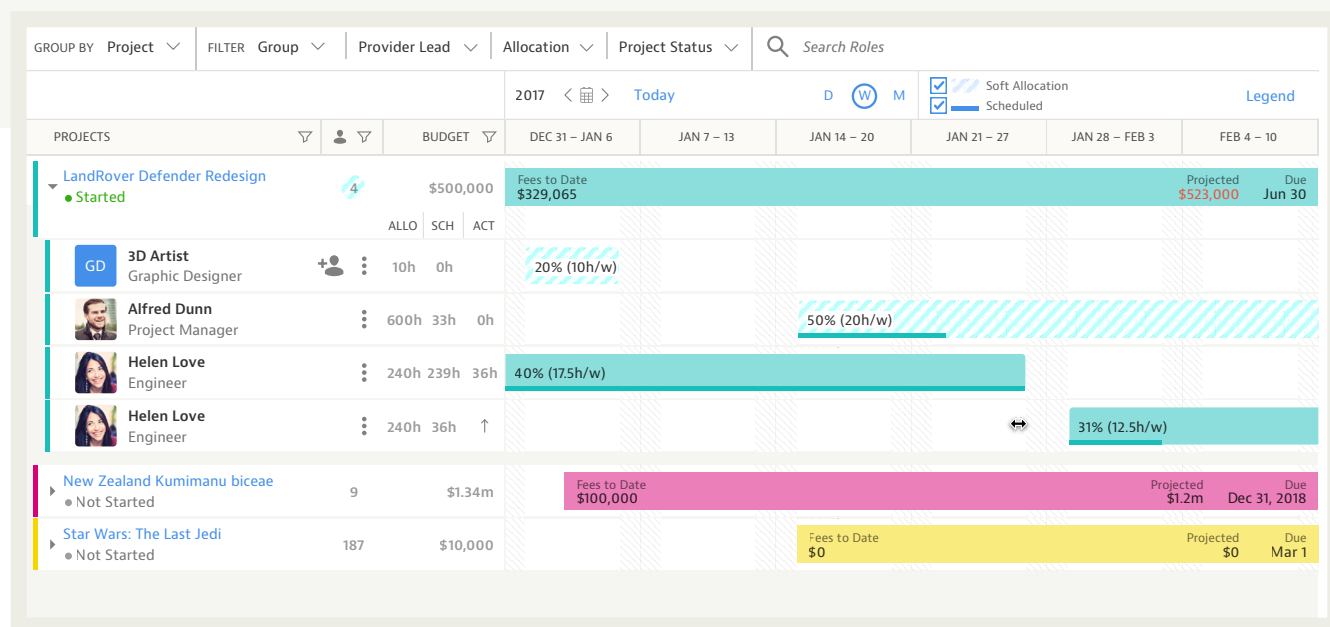 GROUP BY Project FILTER Group Provider Lead Allocation Project Status Search Roles
2017 Today D W M Soft Allocation
Scheduled
Legend
PROJECTS BUDGET DEC 31 – JAN 6 JAN 7 – 13 JAN 14 – 20 JAN 21 – 27 JAN 28 – FEB 3 FEB 4 – 10
LandRover Defender Redesign
Started
4 $500,000
Fees to Date Projected Due
$329,065 $523,000 Jun 30
ALLO SCH ACT
GD
3D Artist
Graphic Designer
10h 0h
20% (10h/w)
Alfred Dunn
Project Manager
600h 33h 0h
50% (20h/w)
Helen Love
Engineer
240h 239h 36h
40% (17.5h/w)
Helen Love
Engineer
240h 36h ↑
31% (12.5h/w)
New Zealand Kumimanu biceae
Not Started
9 $1.34m
Fees to Date Projected Due
$100,000 $1.2m Dec 31, 2018
Star Wars: The Last Jedi
Not Started
187 $10,000
Fees to Date Projected Due
$0 $0 Mar 1